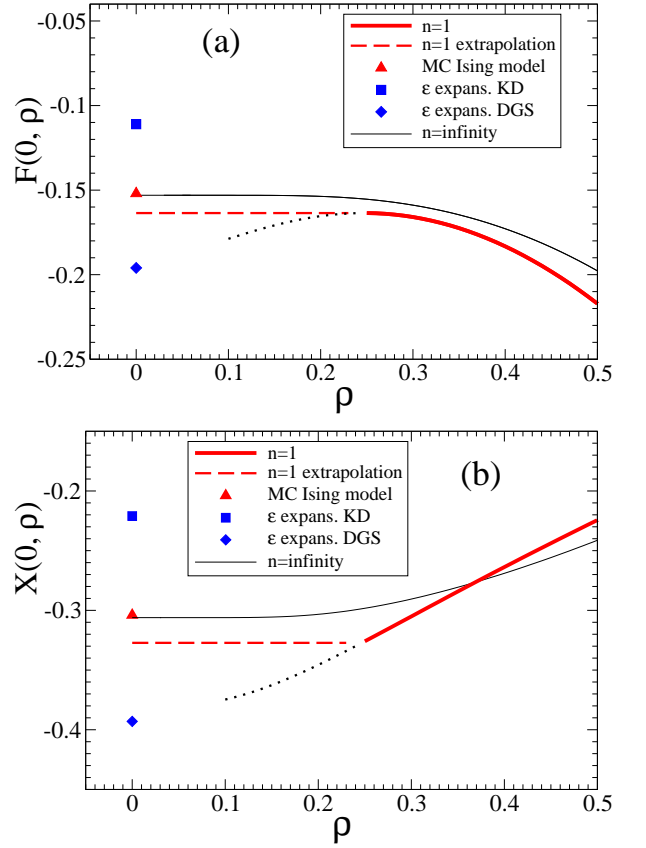 -0.05
(a)
n=1
n=1 extrapolation
MC Ising model
ε expans. KD
ε expans. DGS
n=infinity
-0.1
F(0, ρ)
-0.15
-0.2
-0.25
0 0.1 0.2 0.3 0.4 0.5
ρ
n=1
n=1 extrapolation
MC Ising model
ε expans. KD
ε expans. DGS
n=infinity
(b)
-0.2
X(0, ρ)
-0.3
-0.4
0 0.1 0.2 0.3 0.4 0.5
ρ